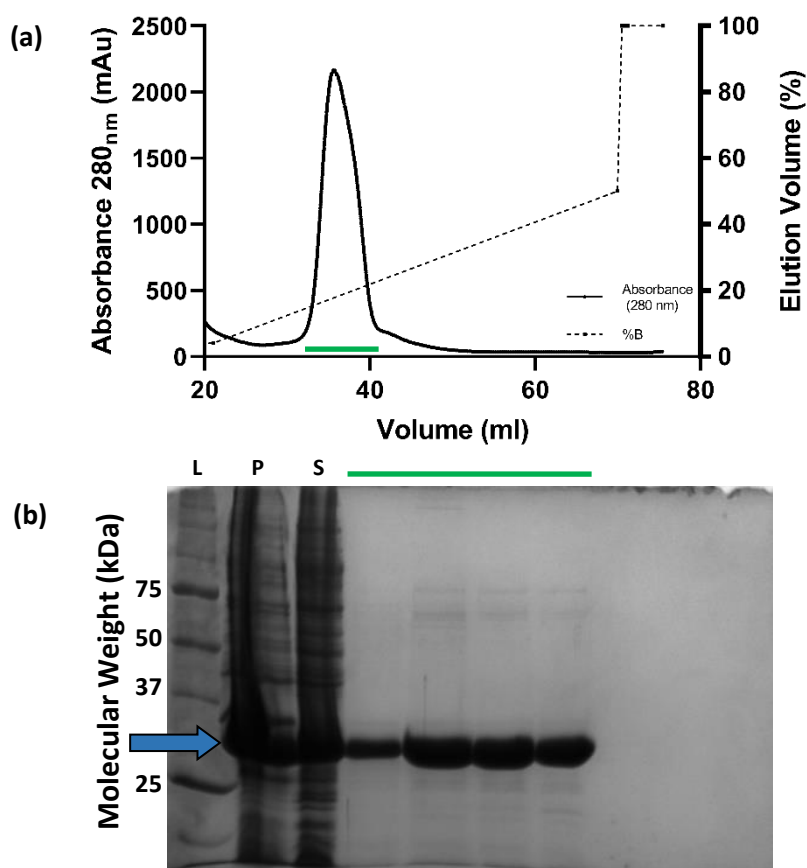 (a)
Absorbance 280nm (mAu)
2500
2000
1500
1000
500
0
100
80
60
40
20
0
Elution Volume (%)
Absorbance
(280 nm)
%B
20
40
60
80
Volume (ml)
L P S
(b)
Molecular Weight (kDa)
75
50
37
25